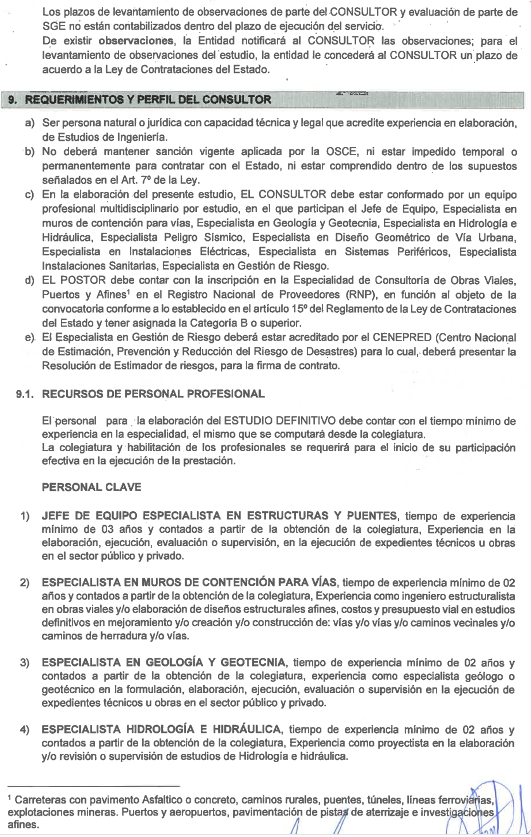 Los plazos de levantamiento de observaciones de parte del CONSULTOR y evaluación de parte de
SGE no están contabilizados dentro del plazo de ejecución del servicio.
De existir observaciones, la Entidad notificará al CONSULTOR las observaciones; para el
levantamiento de observaciones del estudio, la entidad le concederá al CONSULTOR un plazo de
acuerdo a la Ley de Contrataciones del Estado.
9. REQUERIMIENTOS Y PERFIL DEL CONSULTOR
a) Ser persona natural o jurídica con capacidad técnica y legal que acredite experiencia en elaboración,
de Estudios de Ingeniería.
b) No deberá mantener sanción vigente aplicada por la OSCE, ni estar impedido temporal o
permanentemente para contratar con el Estado, ni estar comprendido dentro de los supuestos
señalados en el Art. 7º de la Ley.
c) En la elaboración del presente estudio, EL CONSULTOR debe estar conformado por un equipo
profesional multidisciplinario por estudio, en el que participan el Jefe de Equipo, Especialista en
muros de contención para vías, Especialista en Geología y Geotecnia, Especialista en Hidrología e
Hidráulica, Especialista Peligro Sísmico, Especialista en Diseño Geométrico de Vía Urbana,
Especialista en Instalaciones Eléctricas, Especialista en Sistemas Periféricos, Especialista
Instalaciones Sanitarias, Especialista en Gestión de Riesgo.
d) EL POSTOR debe contar con la inscripción en la Especialidad de Consultoría de Obras Viales,
Puertos y Afines¹ en el Registro Nacional de Proveedores (RNP), en función al objeto de la
convocatoria conforme a lo establecido en el artículo 15º del Reglamento de la Ley de Contrataciones
del Estado y tener asignada la Categoría B o superior.
e) El Especialista en Gestión de Riesgo deberá estar acreditado por el CENEPRED (Centro Nacional
de Estimación, Prevención y Reducción del Riesgo de Desastres) para lo cual, deberá presentar la
Resolución de Estimador de riesgos, para la firma de contrato.
9.1. RECURSOS DE PERSONAL PROFESIONAL
El personal para la elaboración del ESTUDIO DEFINITIVO debe contar con el tiempo mínimo de
experiencia en la especialidad, el mismo que se computará desde la colegiatura.
La colegiatura y habilitación de los profesionales se requerirá para el inicio de su participación
efectiva en la ejecución de la prestación.
PERSONAL CLAVE
1) JEFE DE EQUIPO ESPECIALISTA EN ESTRUCTURAS Y PUENTES, tiempo de experiencia
mínimo de 03 años y contados a partir de la obtención de la colegiatura, Experiencia en la
elaboración, ejecución, evaluación o supervisión, en la ejecución de expedientes técnicos u obras
en el sector público y privado.
2) ESPECIALISTA EN MUROS DE CONTENCIÓN PARA VÍAS, tiempo de experiencia mínimo de 02
años y contados a partir de la obtención de la colegiatura, Experiencia como ingeniero estructuralista
en obras viales y/o elaboración de diseños estructurales afines, costos y presupuesto vial en estudios
definitivos en mejoramiento y/o creación y/o construcción de: vías y/o vías y/o caminos vecinales y/o
caminos de herradura y/o vías.
3) ESPECIALISTA EN GEOLOGÍA Y GEOTECNIA, tiempo de experiencia mínimo de 02 años y
contados a partir de la obtención de la colegiatura, experiencia como especialista geólogo o
geotécnico en la formulación, elaboración, ejecución, evaluación o supervisión en la ejecución de
expedientes técnicos u obras en el sector público y privado.
4) ESPECIALISTA HIDROLOGÍA E HIDRÁULICA, tiempo de experiencia mínimo de 02 años y
contados a partir de la obtención de la colegiatura, Experiencia como proyectista en la elaboración
y/o revisión o supervisión de estudios de Hidrología e hidráulica.
¹ Carreteras con pavimento Asfaltico o concreto, caminos rurales, puentes, túneles, líneas ferroviarias,
explotaciones mineras. Puertos y aeropuertos, pavimentación de pistas de aterrizaje e investigaciones
afines.